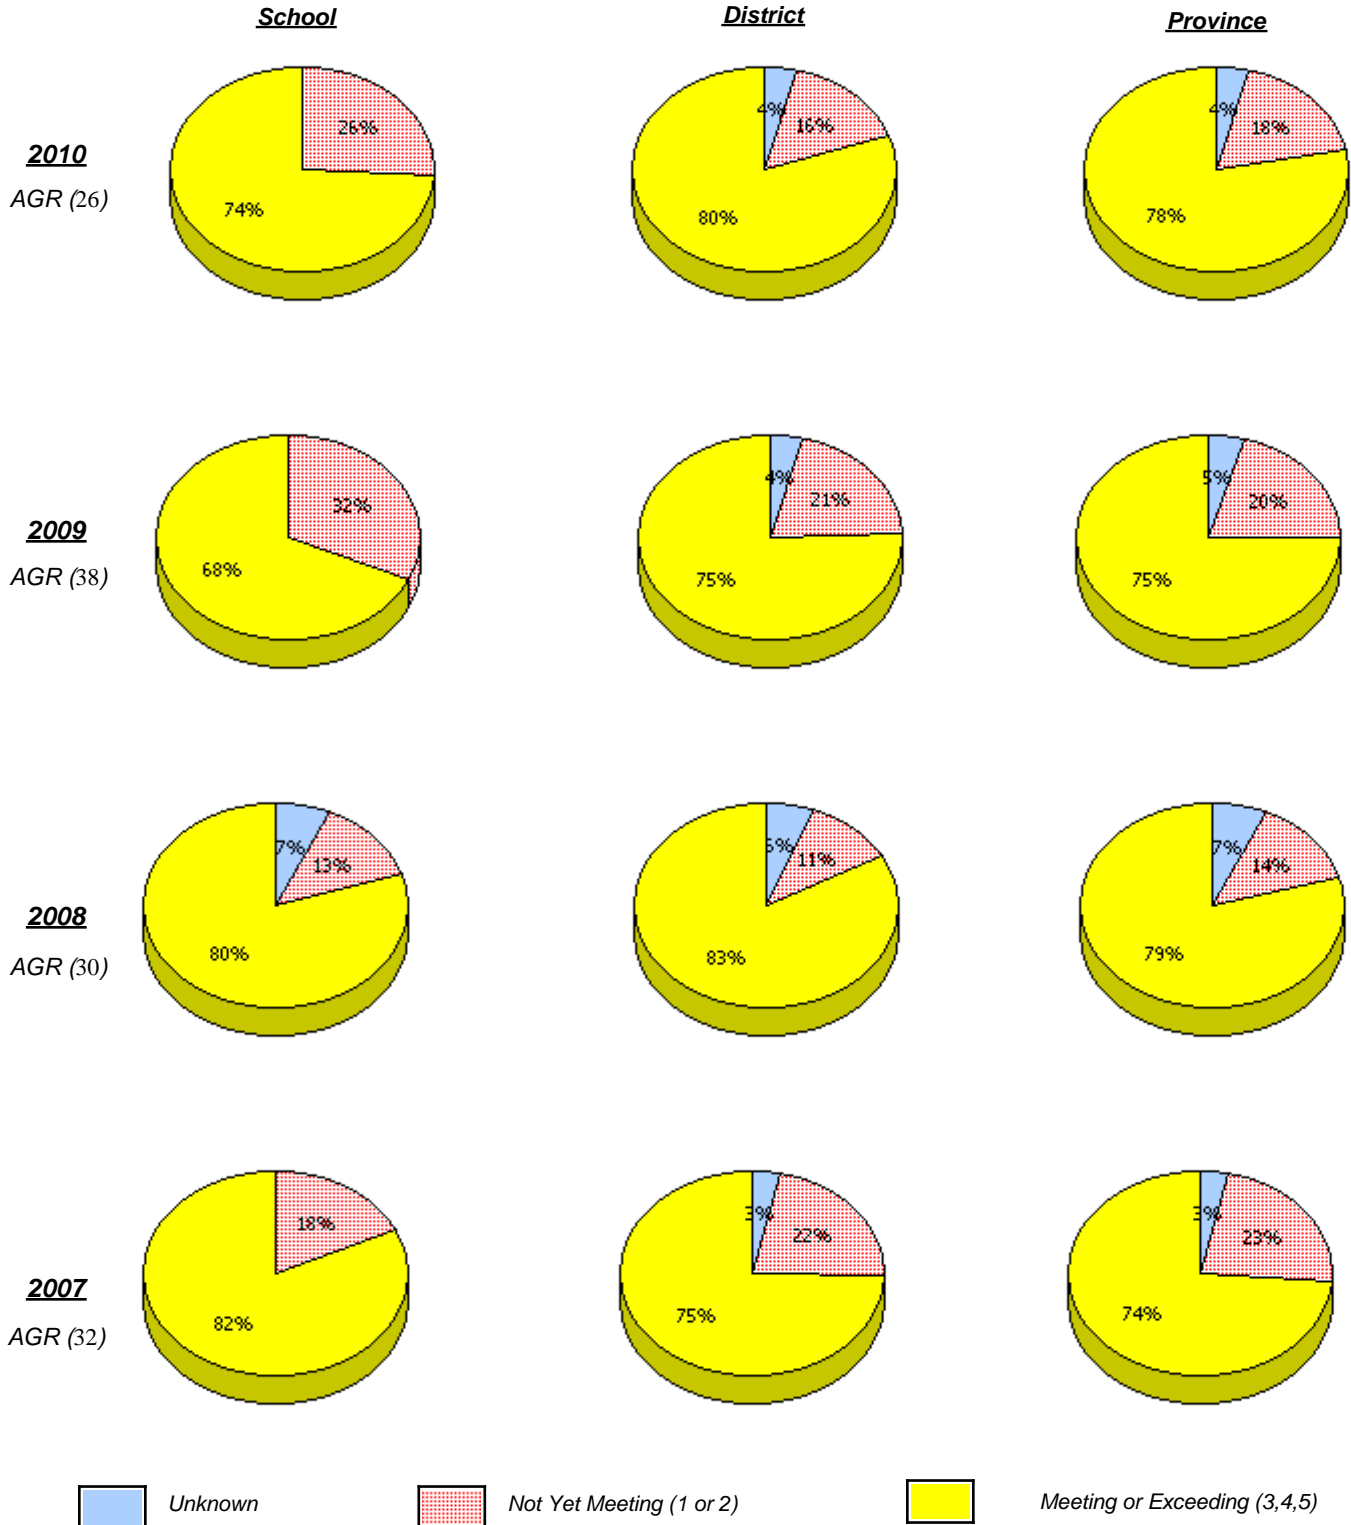 School District Province
26% 4% 16% 4% 18%
2010
AGR (26)
74% 80% 78%
32% 4% 21% 5% 20%
2009
AGR (38)
68% 75% 75%
7% 13% 11% 7% 14%
2008
AGR (30)
80% 83% 79%
18% 3% 22% 3% 23%
2007
AGR (32)
82% 75% 74%
Unknown Not Yet Meeting (1 or 2) Meeting or Exceeding (3,4,5)